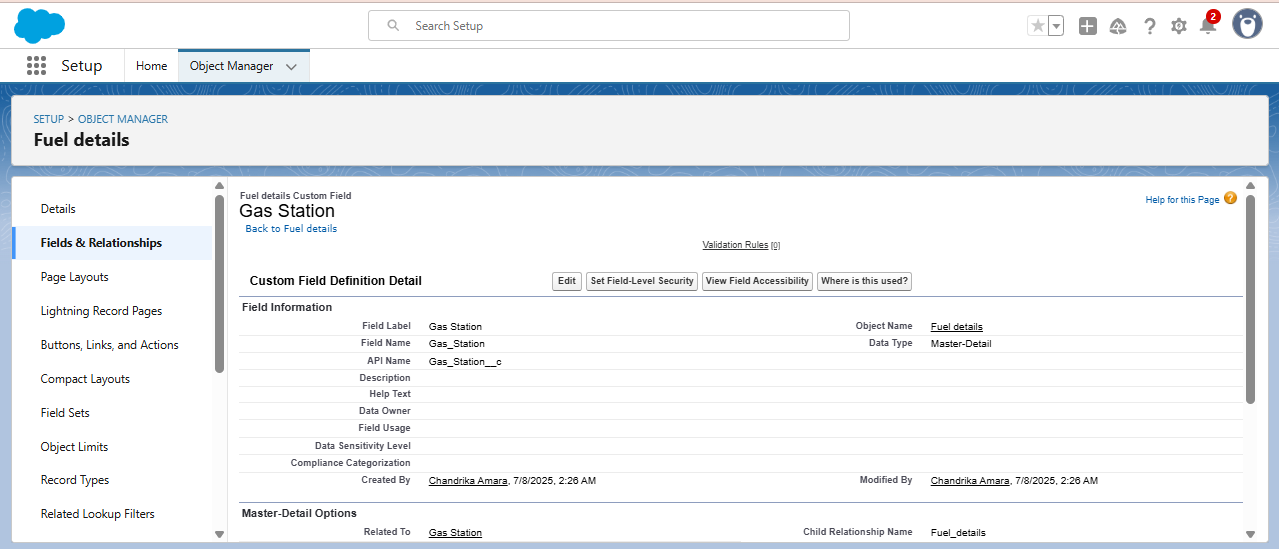 Search Setup
2
Setup
Home
Object Manager
SETUP > OBJECT MANAGER
Fuel details
Details
Fields & Relationships
Page Layouts
Lightning Record Pages
Buttons, Links, and Actions
Compact Layouts
Field Sets
Object Limits
Record Types
Related Lookup Filters
Fuel details Custom Field
Gas Station
Back to Fuel details
Help for this Page ?
Validation Rules [0]
Custom Field Definition Detail
Edit
Set Field-Level Security
View Field Accessibility
Where is this used?
Field Information
Field Label Gas Station Object Name Fuel details
Field Name Gas_Station Data Type Master-Detail
API Name Gas_Station__c
Description
Help Text
Data Owner
Field Usage
Data Sensitivity Level
Compliance Categorization
Created By Chandrika Amara, 7/8/2025, 2:26 AM Modified By Chandrika Amara, 7/8/2025, 2:26 AM
Master-Detail Options
Related To Gas Station Child Relationship Name Fuel_details